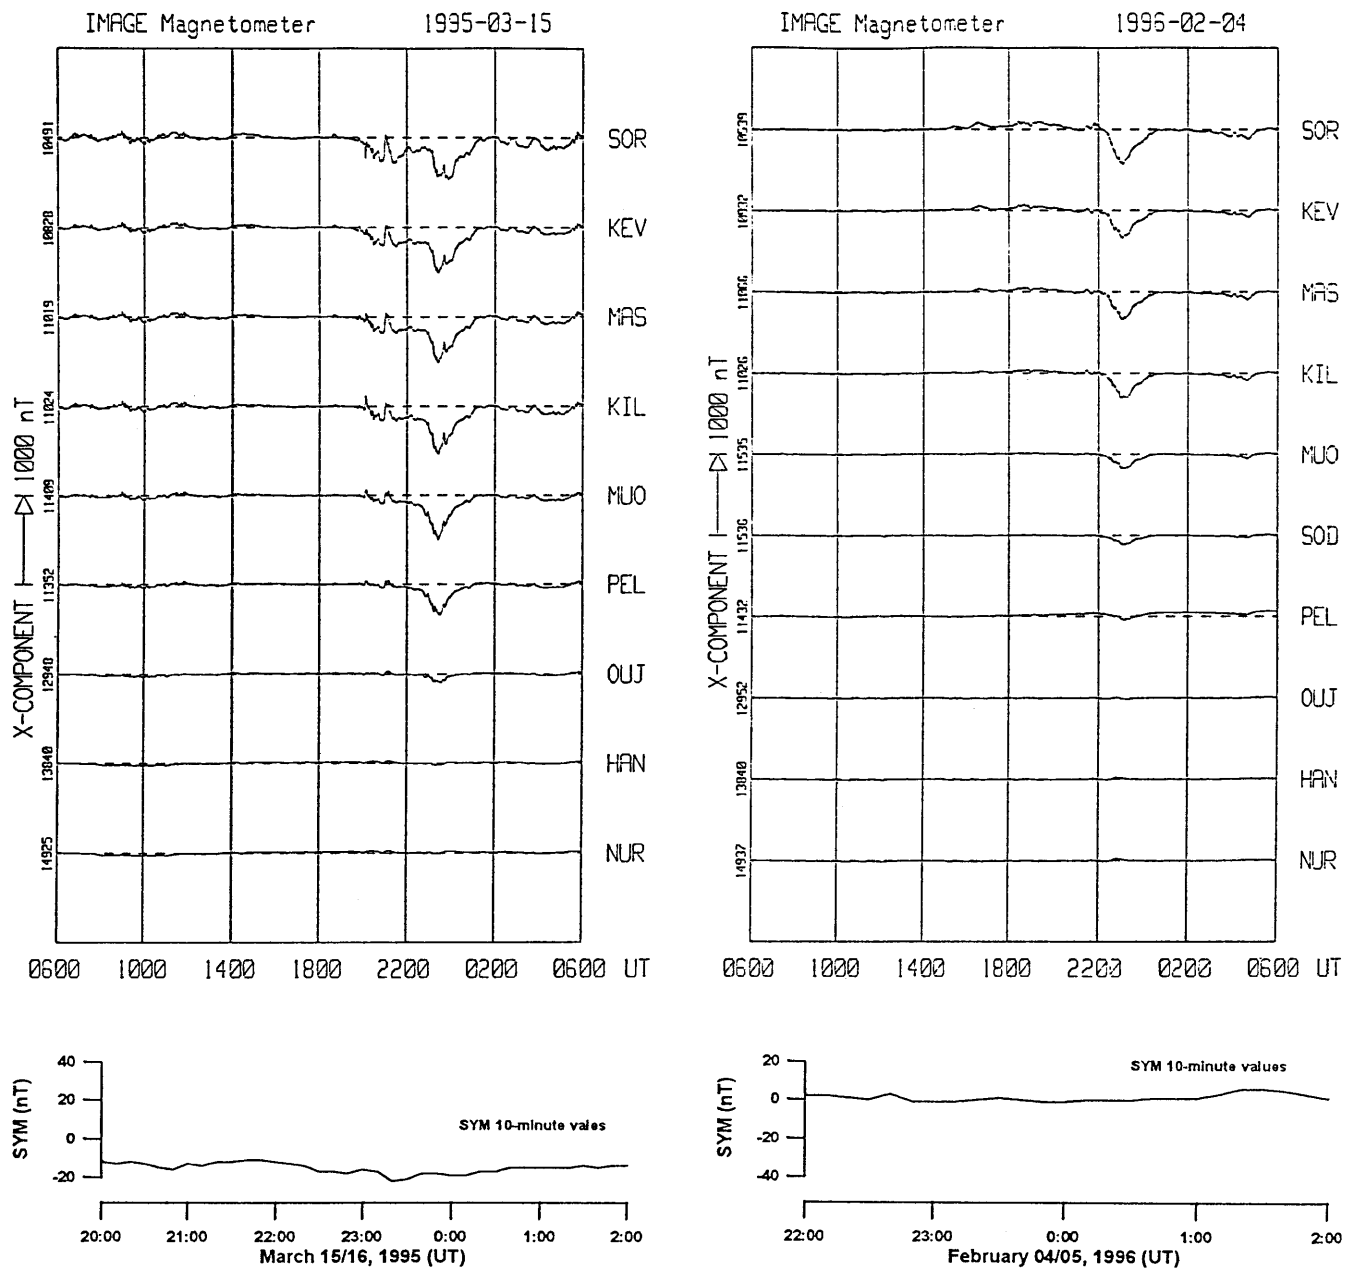 IMAGE Magnetometer 1995-03-15
10491 SOR
10828 KEV
11019 MAS
11024 KIL
11409 MUO
11352 PEL
12940 OUJ
13840 HAN
14925 NUR
X-COMPONENT 1000 nT
0600 1000 1400 1800 2200 0200 0600 UT
IMAGE Magnetometer 1996-02-04
10539 SOR
10932 KEV
11066 MAS
11026 KIL
11535 MUO
11536 SOD
11432 PEL
12952 OUJ
13840 HAN
14937 NUR
X-COMPONENT 1000 nT
0600 1000 1400 1800 2200 0200 0600 UT
SYM (nT)
40
20
0
-20
SYM 10-minute vales
20:00 21:00 22:00 23:00 0:00 1:00 2:00
March 15/16, 1995 (UT)
SYM (nT)
20
0
-20
-40
SYM 10-minute values
22:00 23:00 0:00 1:00 2:00
February 04/05, 1996 (UT)